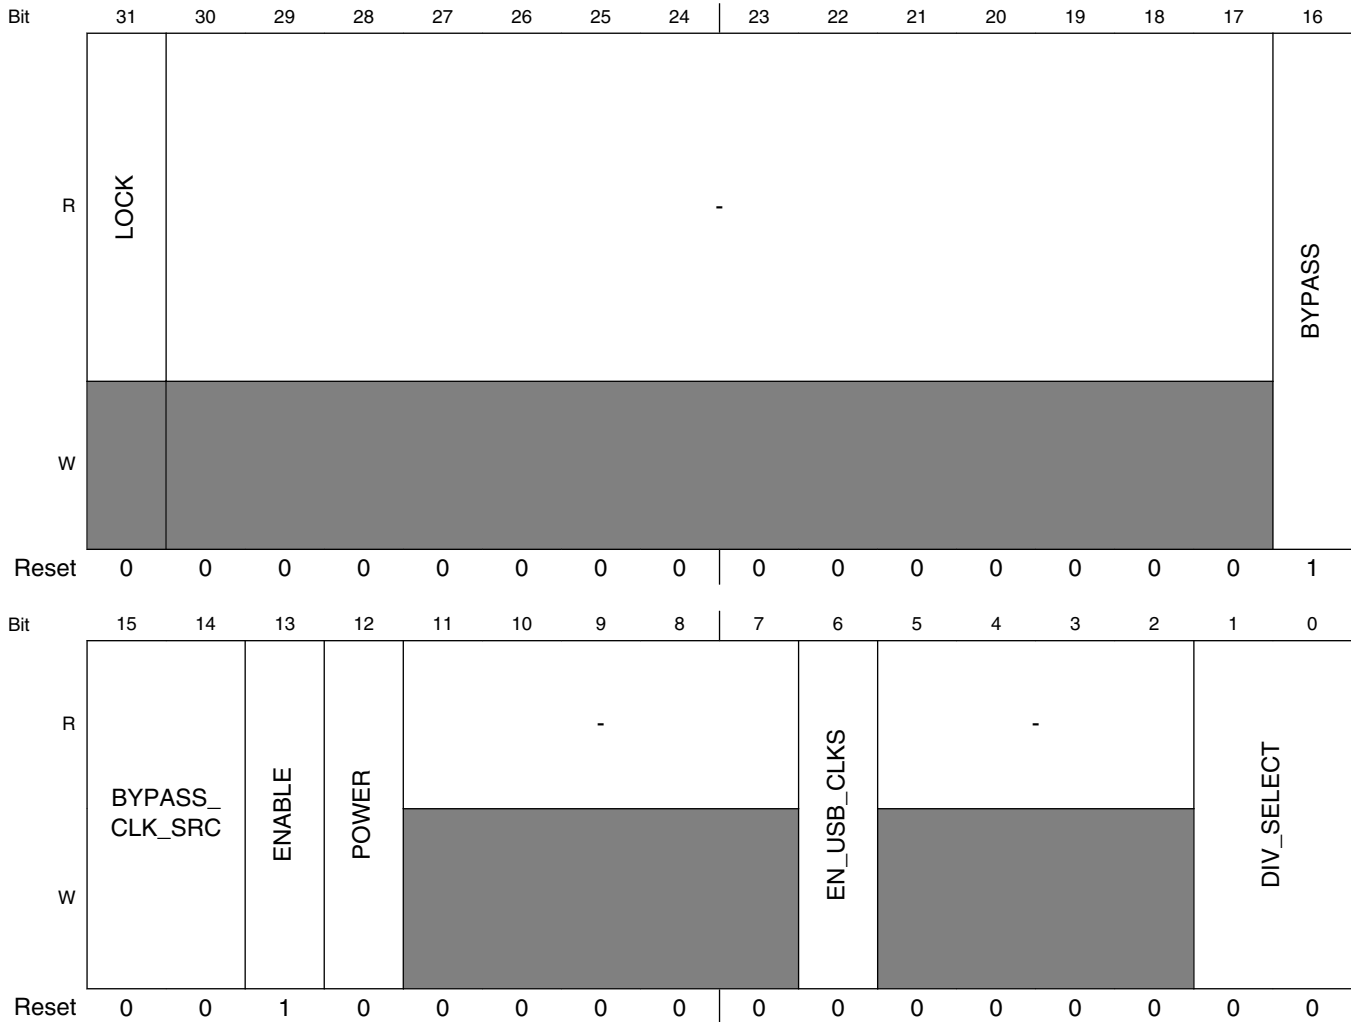 Bit 31 30 29 28 27 26 25 24 23 22 21 20 19 18 17 16
R LOCK - BYPASS
W
Reset 0 0 0 0 0 0 0 0 0 0 0 0 0 0 0 1
Bit 15 14 13 12 11 10 9 8 7 6 5 4 3 2 1 0
R BYPASS_ ENABLE POWER - EN_USB_CLKS - DIV_SELECT
CLK_SRC
W
Reset 0 0 1 0 0 0 0 0 0 0 0 0 0 0 0 0